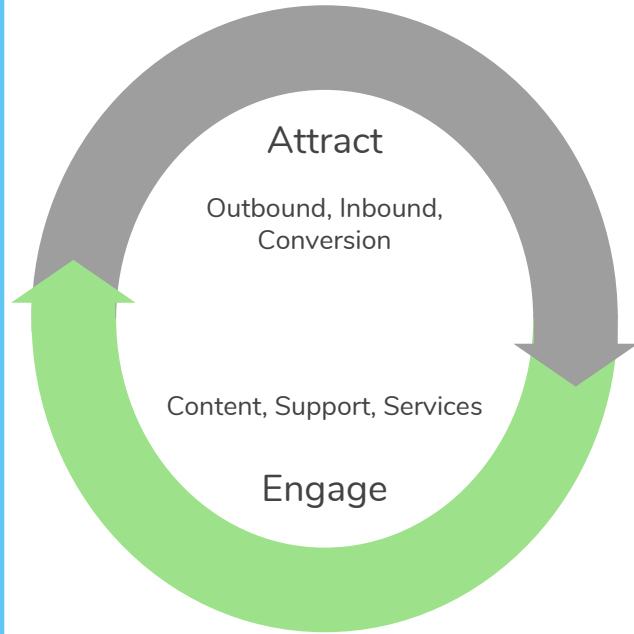 Attract
Outbound, Inbound,
Conversion
Content, Support, Services
Engage